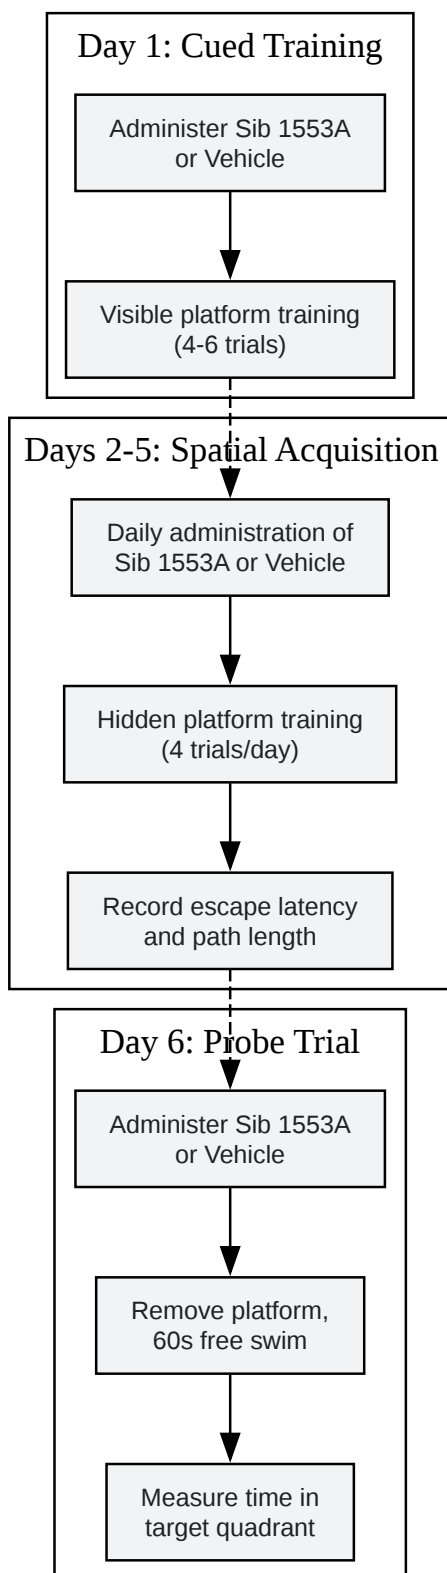 Day 1: Cued Training
Administer Sib 1553A
or Vehicle
Visible platform training
(4-6 trials)
Days 2-5: Spatial Acquisition
Daily administration of
Sib 1553A or Vehicle
Hidden platform training
(4 trials/day)
Record escape latency
and path length
Day 6: Probe Trial
Administer Sib 1553A
or Vehicle
Remove platform,
60s free swim
Measure time in
target quadrant